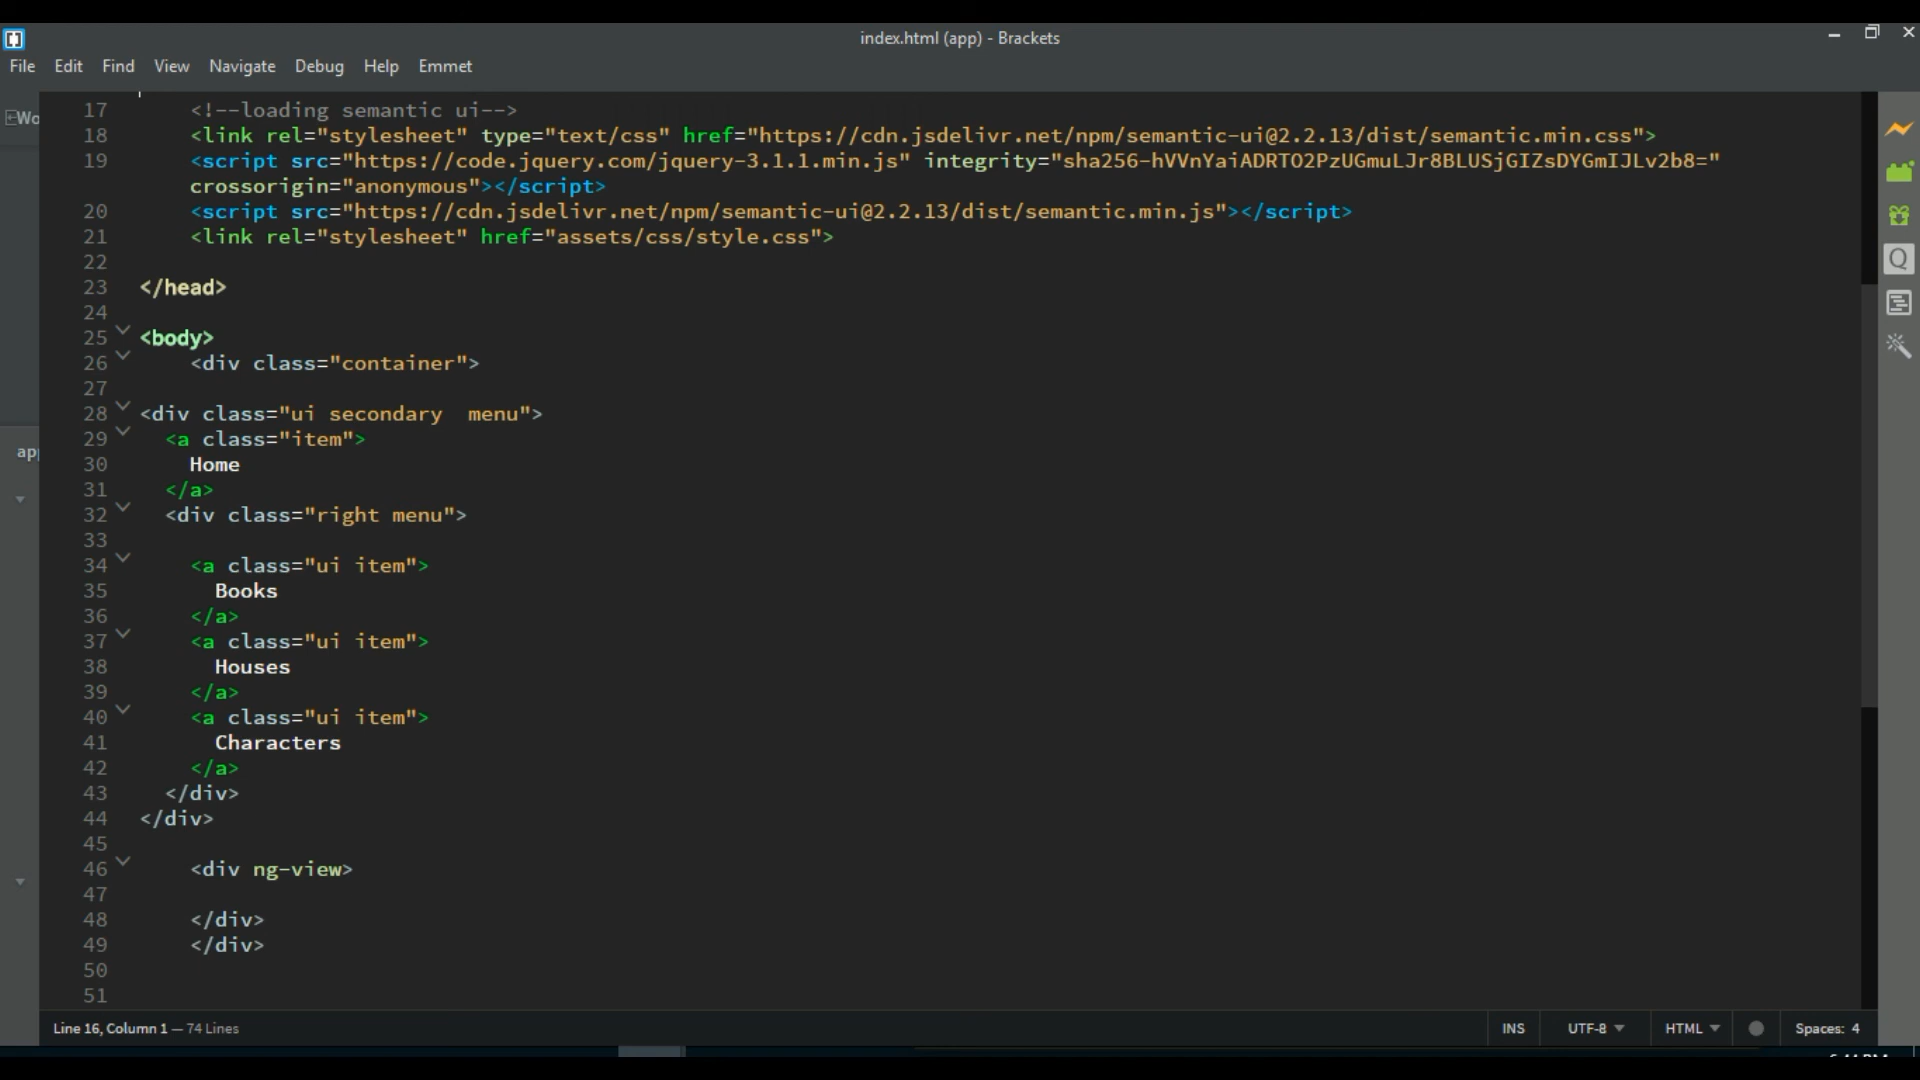 index.html (app) - Brackets
File Edit Find View Navigate Debug Help Emmet
17 <!--loading semantic ui-->
18 <link rel="stylesheet" type="text/css" href="https://cdn.jsdelivr.net/npm/semantic-ui@2.2.13/dist/semantic.min.css">
19 <script src="https://code.jquery.com/jquery-3.1.1.min.js" integrity="sha256-hVVnYaiADRTO2PzUGmuLJr8BLUSjGIZsDYGmIJLv2b8="
crossorigin="anonymous"></script>
20 <script src="https://cdn.jsdelivr.net/npm/semantic-ui@2.2.13/dist/semantic.min.js"></script>
21 <link rel="stylesheet" href="assets/css/style.css">
22
23 </head>
24
25 <body>
26 <div class="container">
27
28 <div class="ui secondary  menu">
29 <a class="item">
30 Home
31 </a>
32 <div class="right menu">
33
34 <a class="ui item">
35 Books
36 </a>
37 <a class="ui item">
38 Houses
39 </a>
40 <a class="ui item">
41 Characters
42 </a>
43 </div>
44 </div>
45
46 <div ng-view>
47
48 </div>
49 </div>
50
51
Wo
app
Line 16, Column 1 — 74 Lines INS UTF-8 HTML Spaces: 4